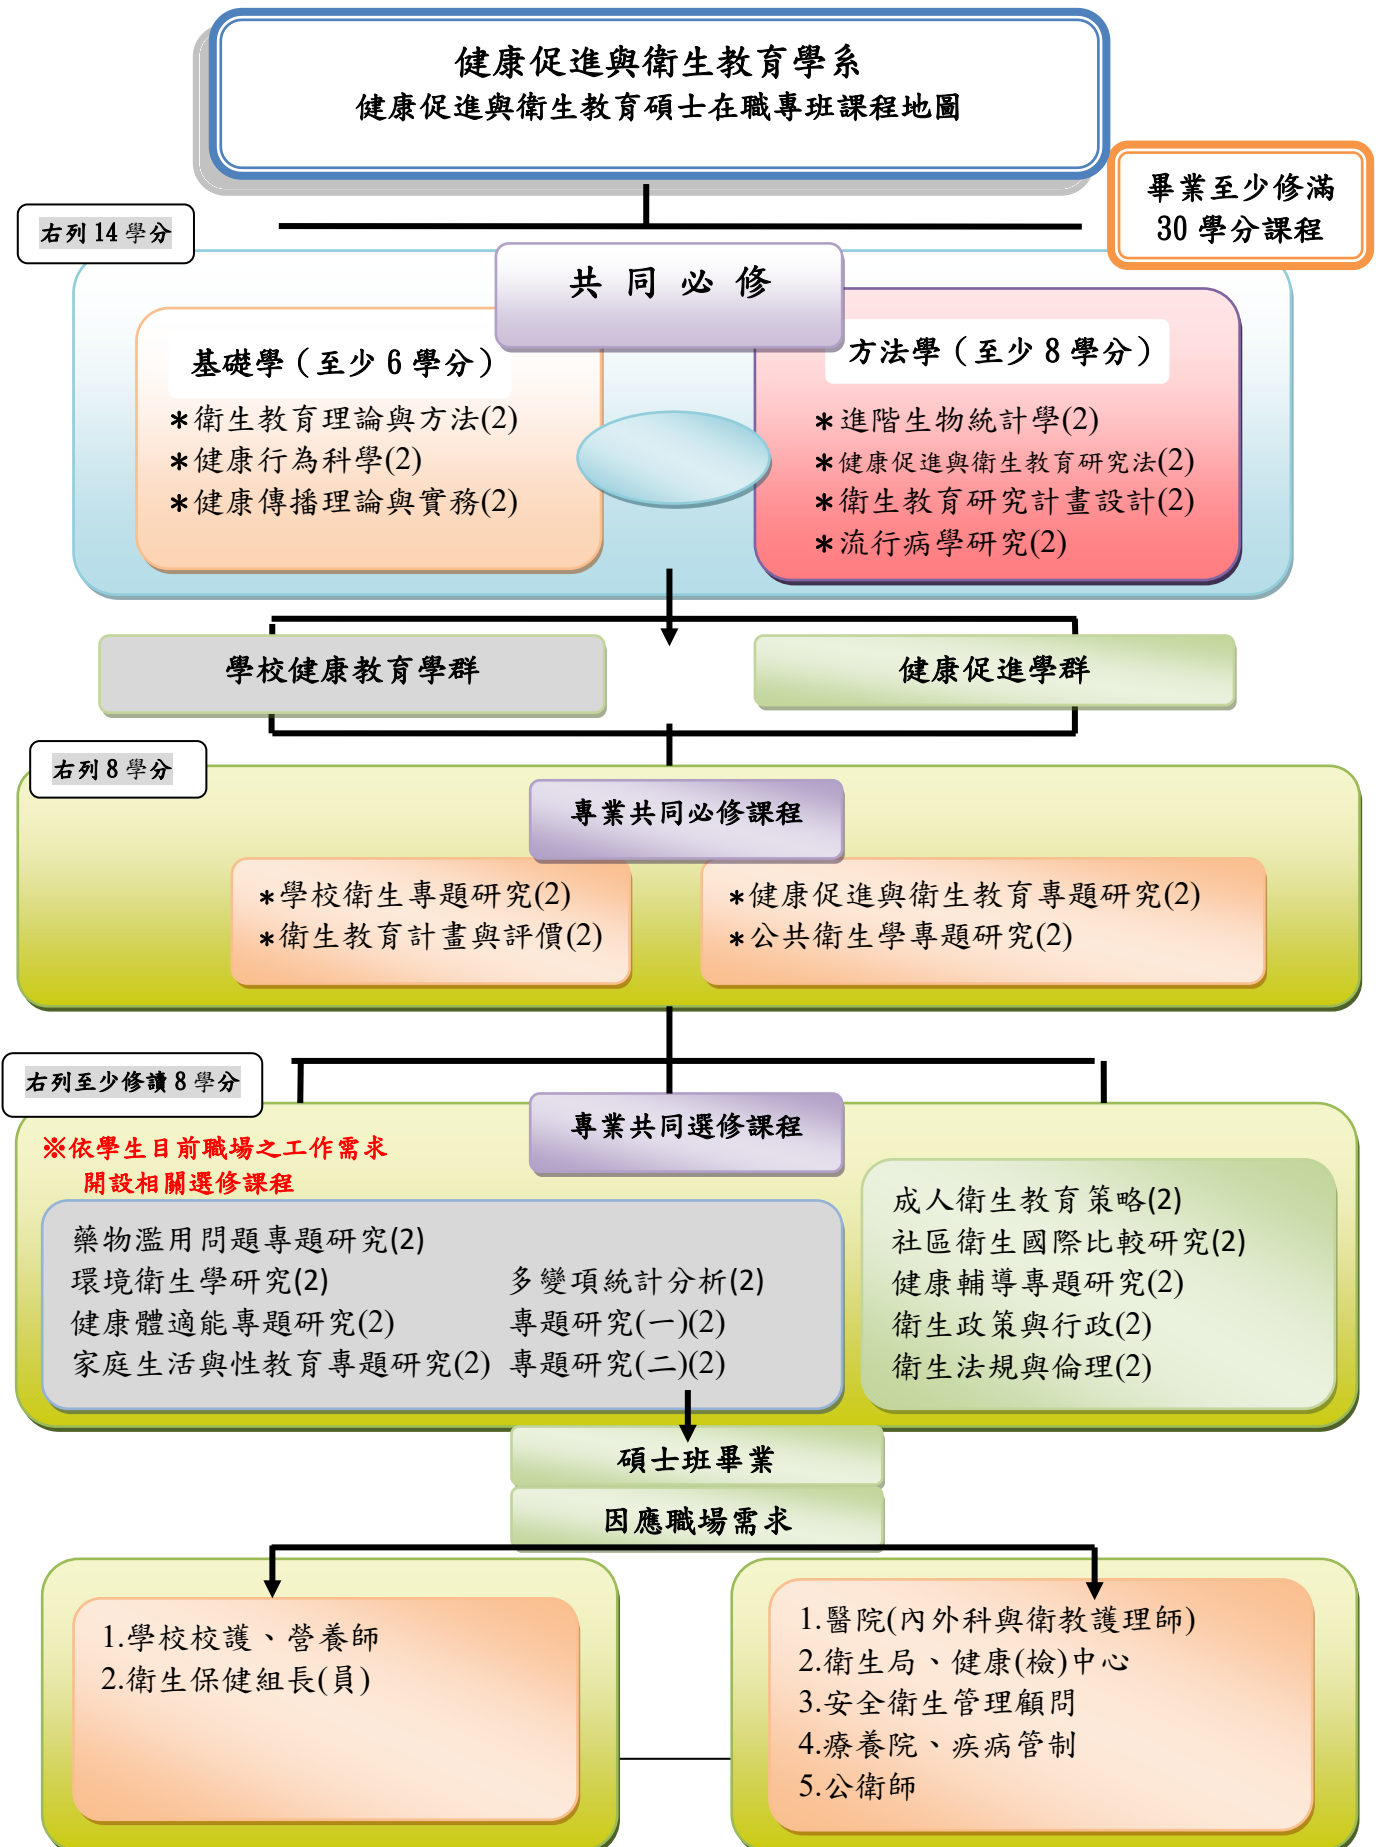 健康促進與衛生教育學系
健康促進與衛生教育碩士在職專班課程地圖
畢業至少修滿
30 學分課程
右列 14 學分
共 同 必 修
基礎學（至少 6 學分）
*衛生教育理論與方法(2)
*健康行為科學(2)
*健康傳播理論與實務(2)
方法學（至少 8 學分）
*進階生物統計學(2)
*健康促進與衛生教育研究法(2)
*衛生教育研究計畫設計(2)
*流行病學研究(2)
學校健康教育學群
健康促進學群
右列 8 學分
專業共同必修課程
*學校衛生專題研究(2)
*衛生教育計畫與評價(2)
*健康促進與衛生教育專題研究(2)
*公共衛生學專題研究(2)
右列至少修讀 8 學分
專業共同選修課程
※依學生目前職場之工作需求
開設相關選修課程
藥物濫用問題專題研究(2)
環境衛生學研究(2)
健康體適能專題研究(2)
家庭生活與性教育專題研究(2)
多變項統計分析(2)
專題研究(一)(2)
專題研究(二)(2)
成人衛生教育策略(2)
社區衛生國際比較研究(2)
健康輔導專題研究(2)
衛生政策與行政(2)
衛生法規與倫理(2)
碩士班畢業
因應職場需求
1.學校校護、營養師
2.衛生保健組長(員)
1.醫院(內外科與衛教護理師)
2.衛生局、健康(檢)中心
3.安全衛生管理顧問
4.療養院、疾病管制
5.公衛師